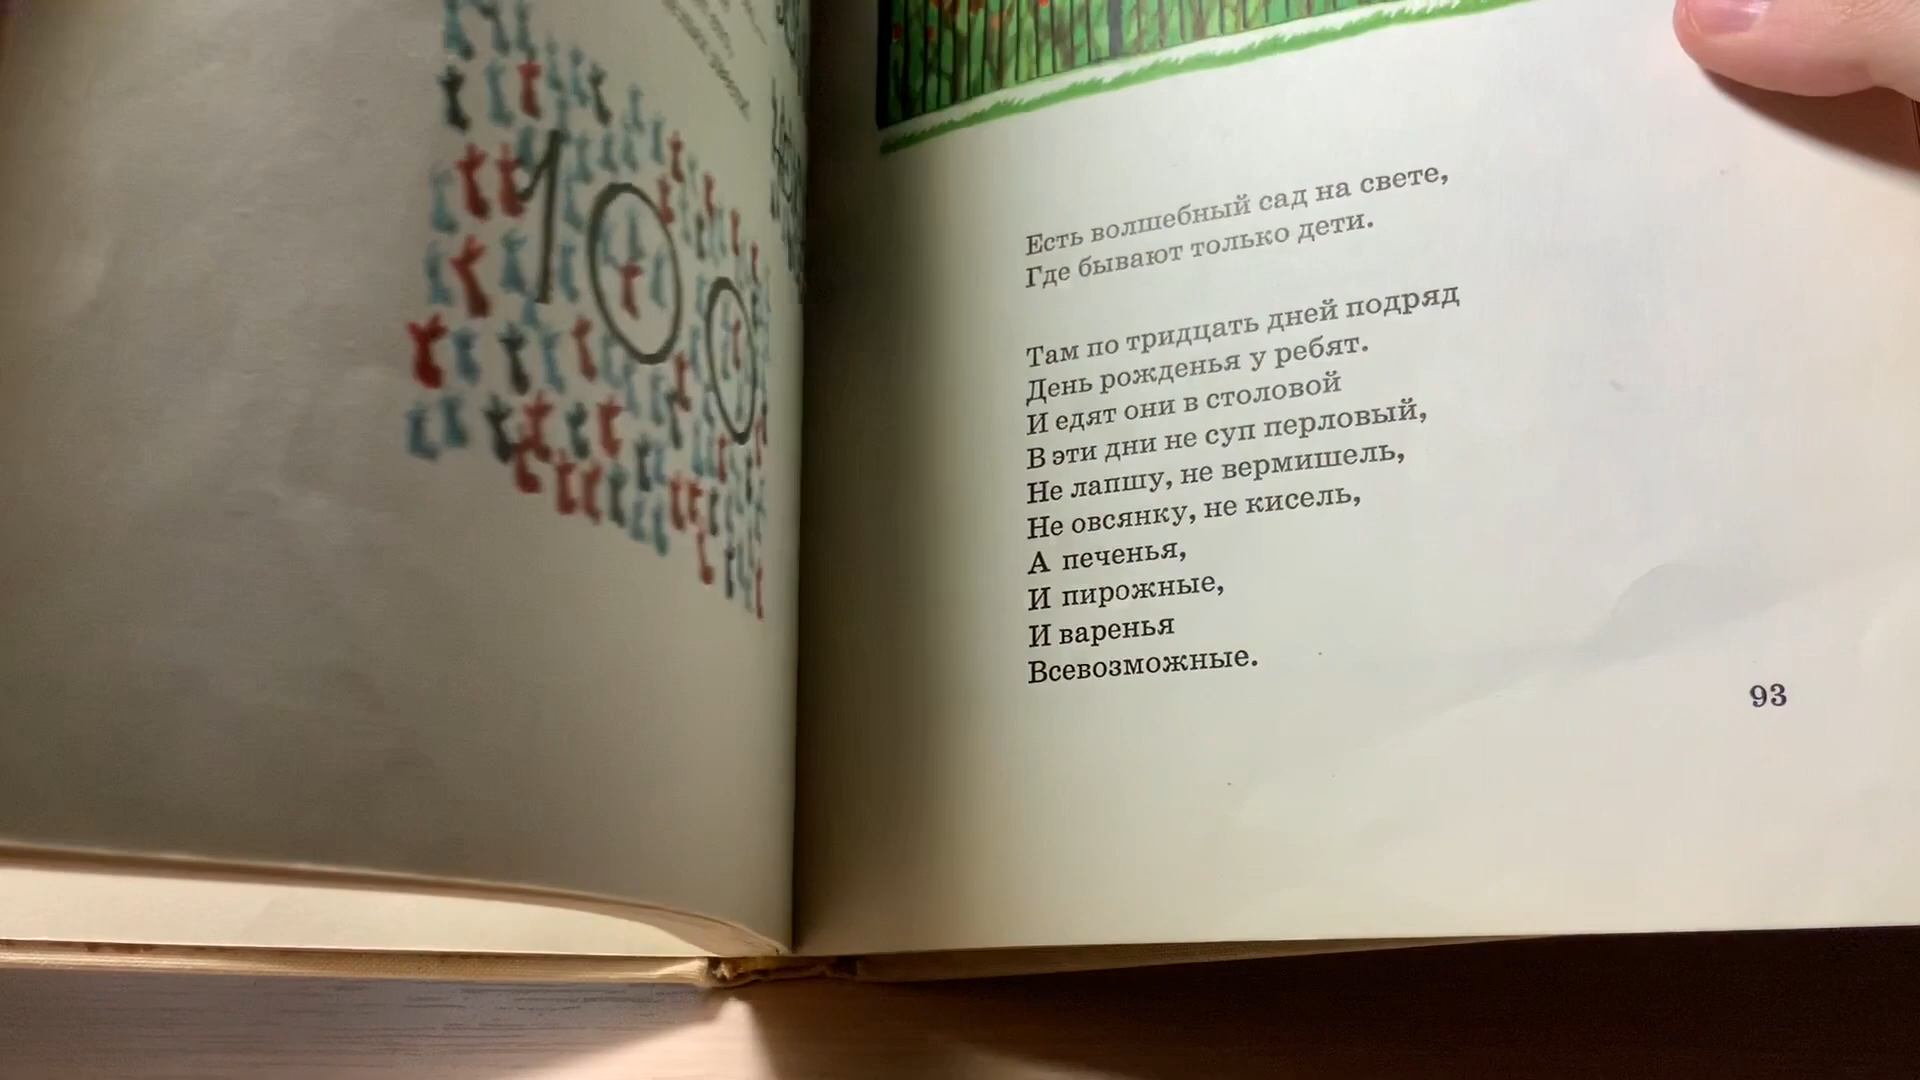 100
Есть волшебный сад на свете,
Где бывают только дети.
Там по тридцать дней подряд
День рожденья у ребят.
И едят они в столовой
В эти дни не суп перловый,
Не лапшу, не вермишель,
Не овсянку, не кисель,
А печенья,
И пирожные,
И варенья
Всевозможные.
93